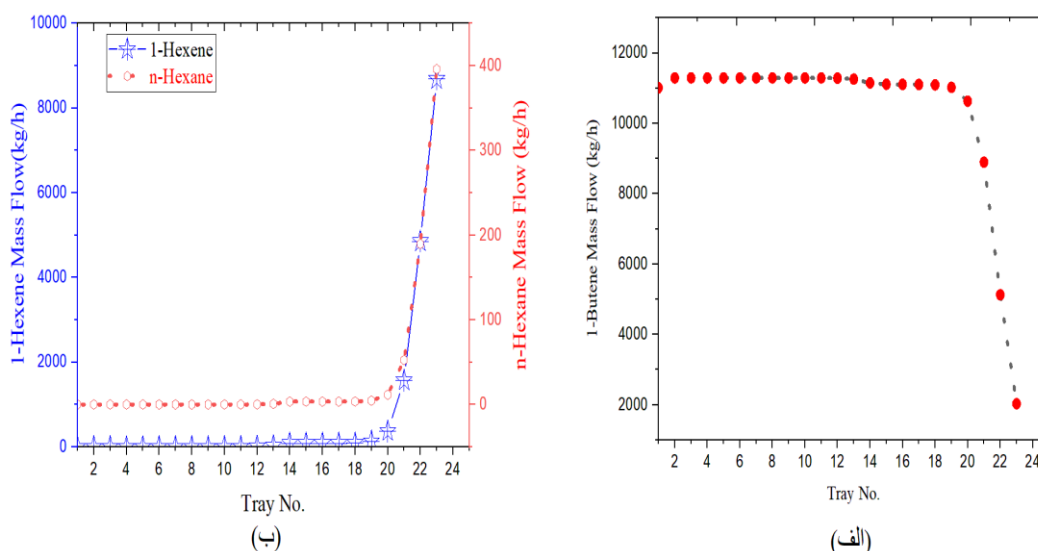 1-Hexene
n-Hexane
1-Hexene Mass Flow(kg/h)
10000
8000
6000
4000
2000
0
2 4 6 8 10 12 14 16 18 20 22 24
Tray No.
400
300
200
100
0
n-Hexane Mass Flow (kg/h)
(ب)
1-Butene Mass Flow (kg/h)
12000
10000
8000
6000
4000
2000
2 4 6 8 10 12 14 16 18 20 22 24
Tray No.
(الف)